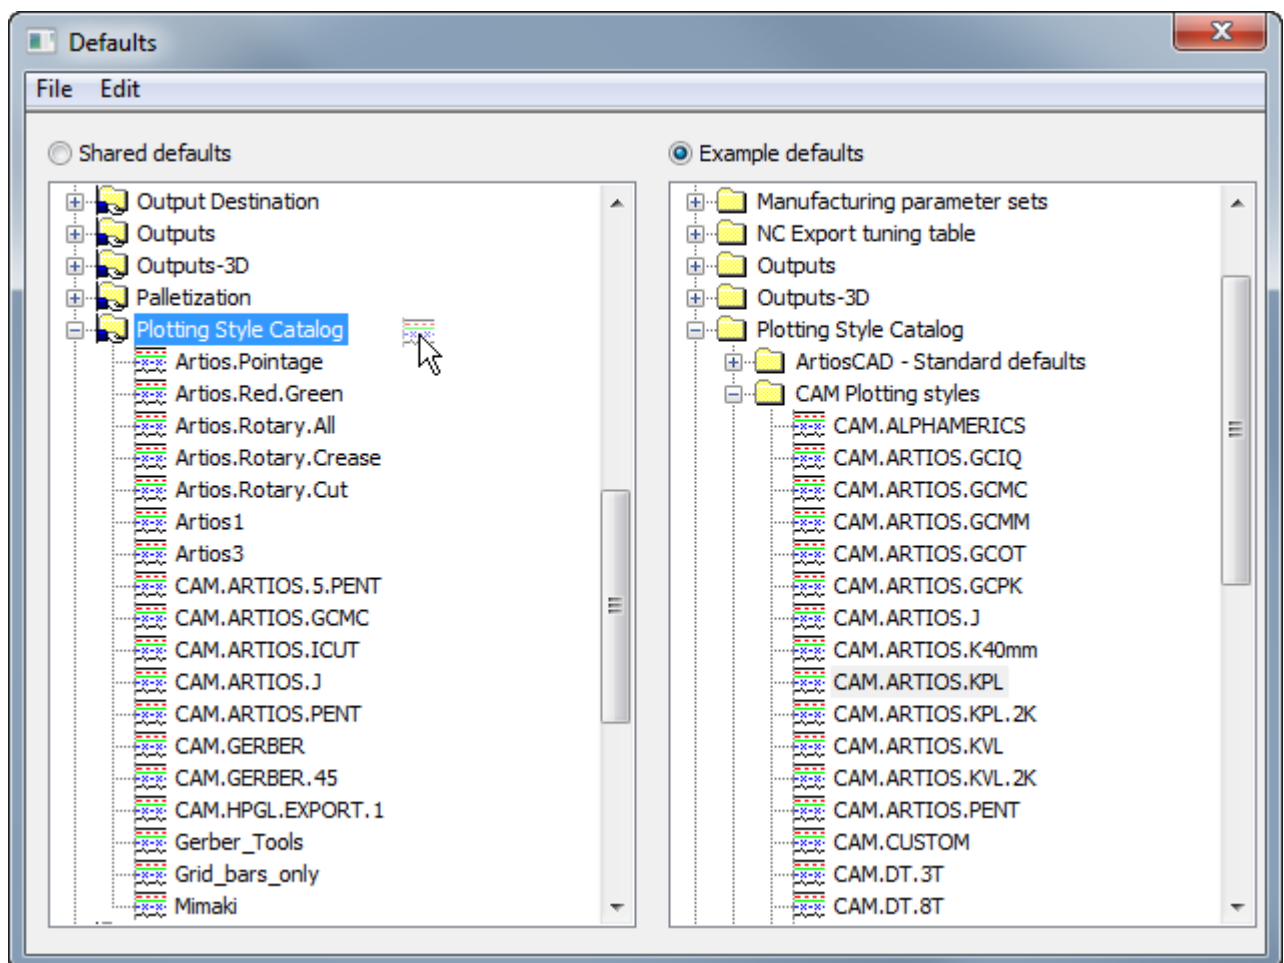 Defaults
File Edit
Shared defaults
Output Destination
Outputs
Outputs-3D
Palletization
Plotting Style Catalog
Artios.Pointage
Artios.Red.Green
Artios.Rotary.All
Artios.Rotary.Crease
Artios.Rotary.Cut
Artios1
Artios3
CAM.ARTIOS.5.PENT
CAM.ARTIOS.GCMC
CAM.ARTIOS.ICUT
CAM.ARTIOS.J
CAM.ARTIOS.PENT
CAM.GERBER
CAM.GERBER.45
CAM.HPGL.EXPORT.1
Gerber_Tools
Grid_bars_only
Mimaki
Example defaults
Manufacturing parameter sets
NC Export tuning table
Outputs
Outputs-3D
Plotting Style Catalog
ArtiosCAD - Standard defaults
CAM Plotting styles
CAM.ALPHAMERICS
CAM.ARTIOS.GCIQ
CAM.ARTIOS.GCMC
CAM.ARTIOS.GCMM
CAM.ARTIOS.GCOT
CAM.ARTIOS.GCPK
CAM.ARTIOS.J
CAM.ARTIOS.K40mm
CAM.ARTIOS.KPL
CAM.ARTIOS.KPL.2K
CAM.ARTIOS.KVL
CAM.ARTIOS.KVL.2K
CAM.ARTIOS.PENT
CAM.CUSTOM
CAM.DT.3T
CAM.DT.8T